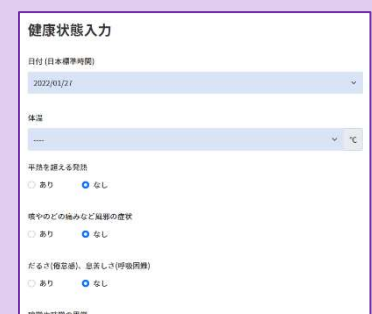 健康状態入力
日付 (日本標準時間)
2022/01/27
体温
----
℃
平熱を超える発熱
あり なし
咳やのどの痛みなど風邪の症状
あり なし
だるさ(倦怠感)、息苦しさ(呼吸困難)
あり なし